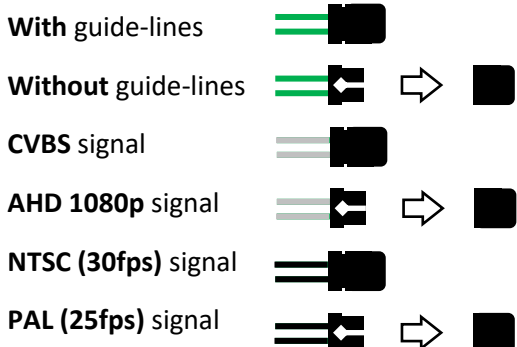 With guide-lines
Without guide-lines
CVBS signal
AHD 1080p signal
NTSC (30fps) signal
PAL (25fps) signal